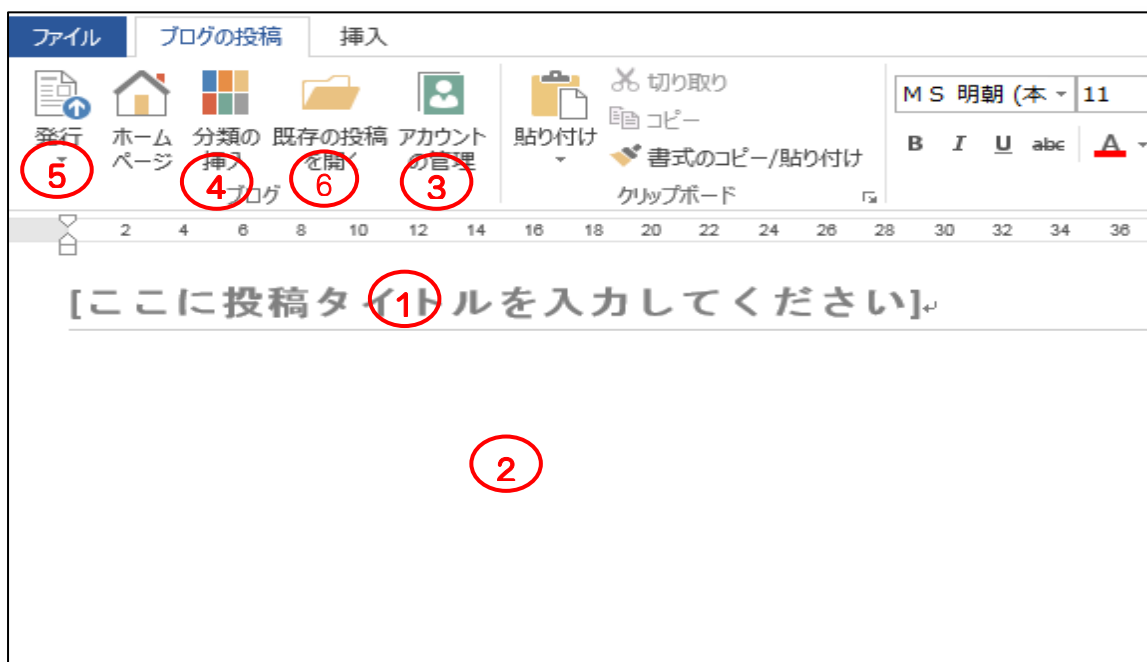 ファイル ブログの投稿 挿入
発行 ホーム ページ 分類の 挿入 既存の投稿 を開く アカウント の管理 貼り付け
切り取り
コピー
書式のコピー/貼り付け
ＭＳ 明朝 (本 11
B I U abc A
5 4 6 3
ブログ クリップボード
2 4 6 8 10 12 14 16 18 20 22 24 26 28 30 32 34 36
[ここに投稿タイトルを入力してください]↵
1
2